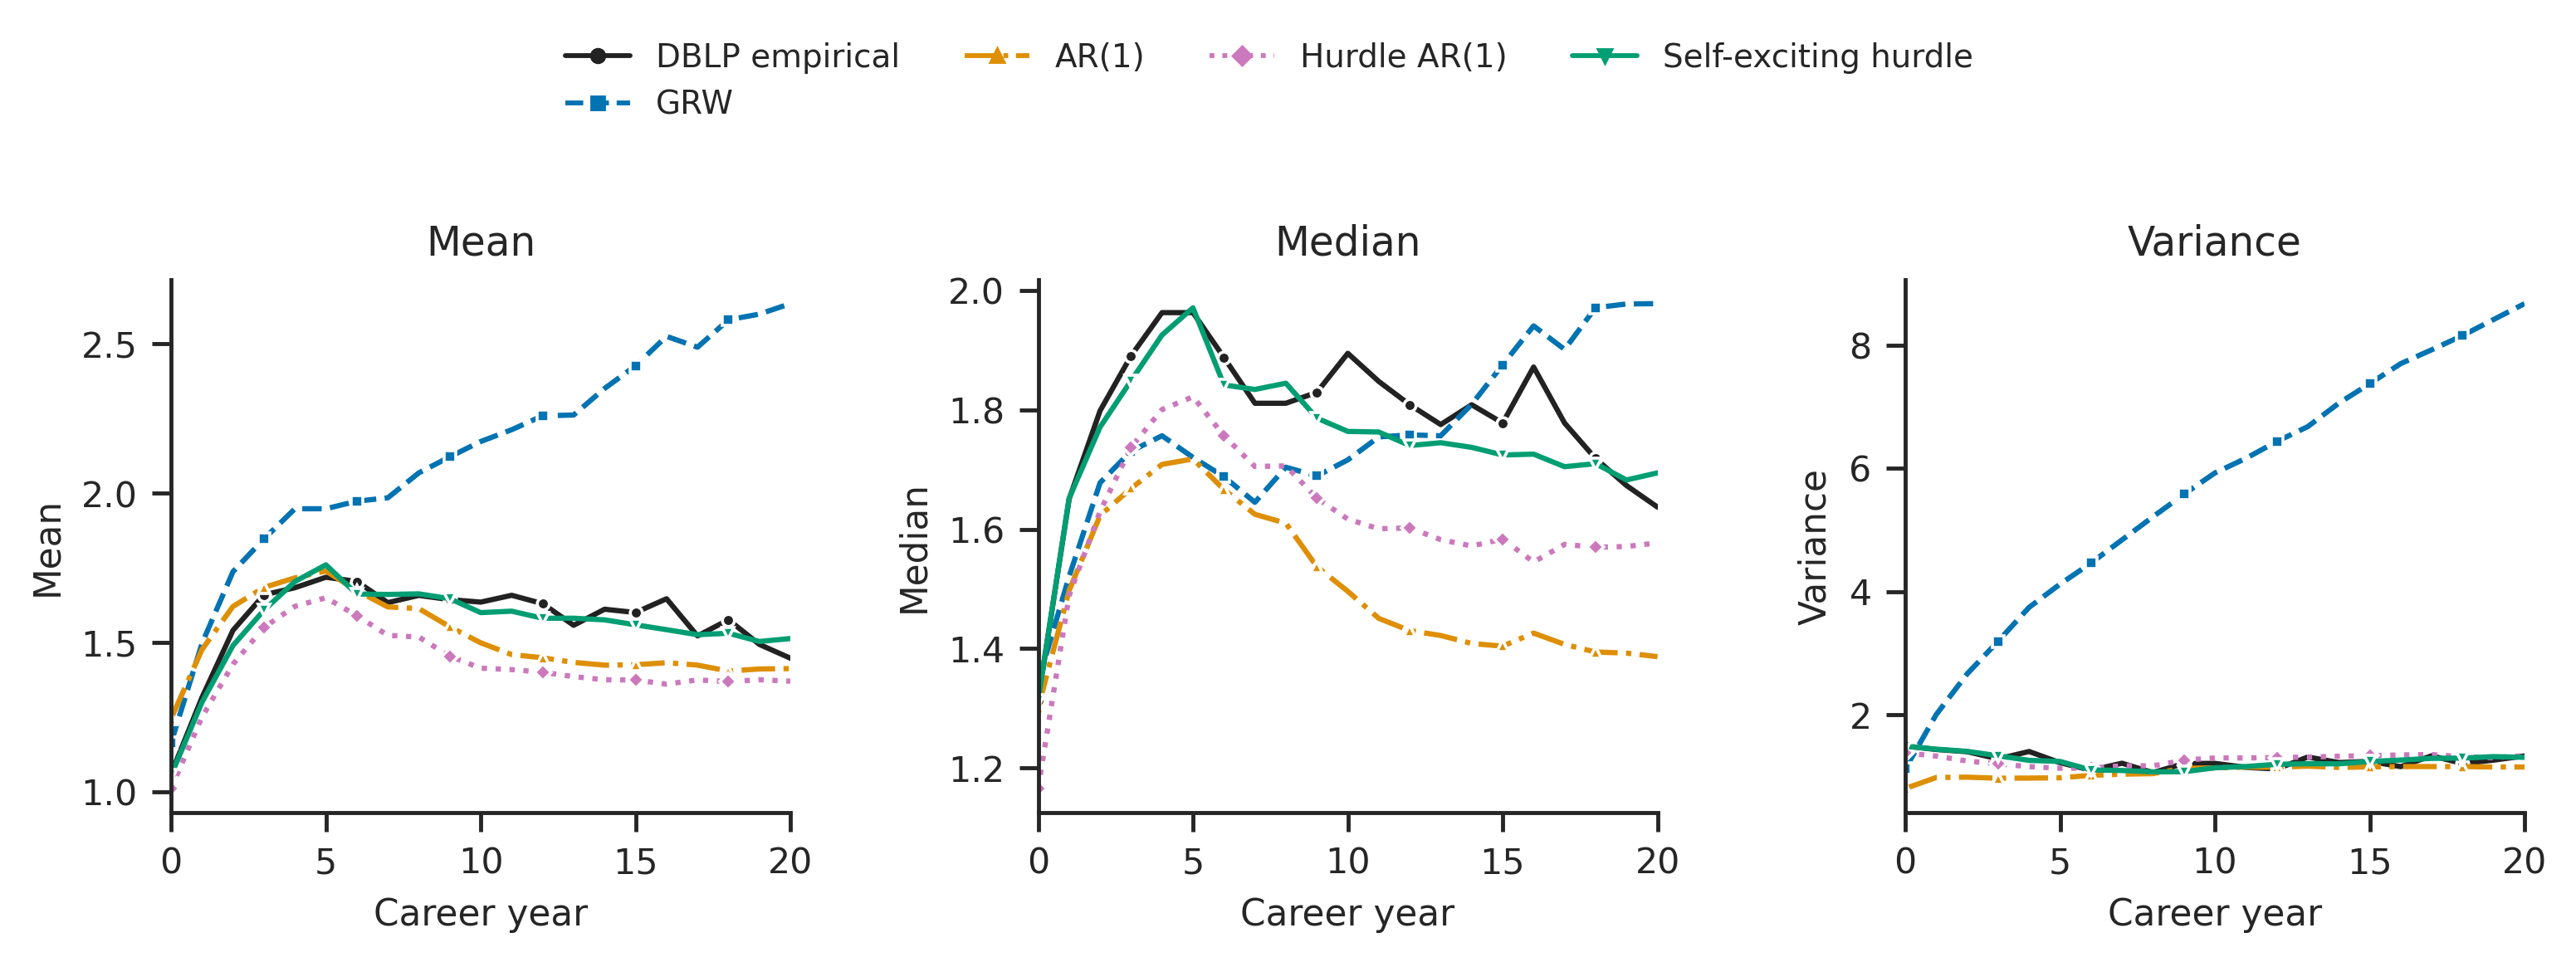 DBLP empirical AR(1) Hurdle AR(1) Self-exciting hurdle
GRW
Mean
Mean
2.5
2.0
1.5
1.0
0 5 10 15 20
Career year
Median
Median
2.0
1.8
1.6
1.4
1.2
0 5 10 15 20
Career year
Variance
Variance
8
6
4
2
0 5 10 15 20
Career year